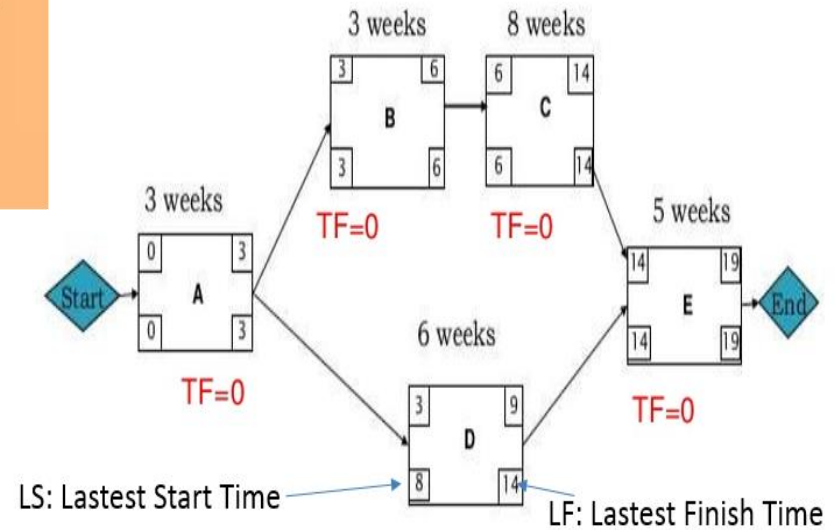 3 weeks
8 weeks
3
6
B
3
6
6
14
C
6
14
TF=0
TF=0
3 weeks
0
3
A
0
3
TF=0
Start
5 weeks
14
19
E
14
19
TF=0
End
6 weeks
3
9
D
8
14
LS: Lastest Start Time
LF: Lastest Finish Time